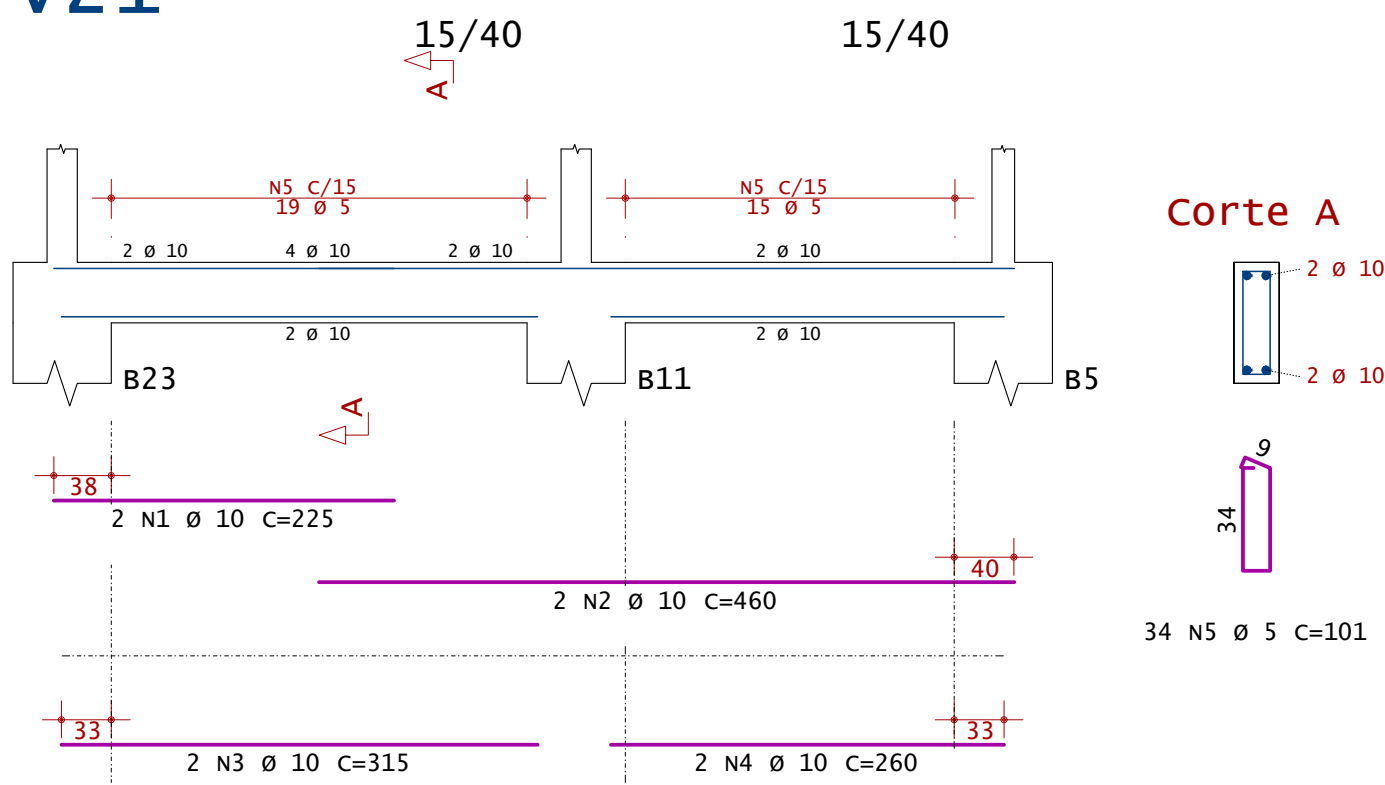 V21
15/40 15/40
A
N5 C/15 N5 C/15
19 Ø 5 15 Ø 5
Corte A
2 Ø 10 4 Ø 10 2 Ø 10 2 Ø 10
2 Ø 10
2 Ø 10 2 Ø 10
B23 B11 B5
2 Ø 10
A
9
38
2 N1 Ø 10 C=225
34
40
2 N2 Ø 10 C=460
34 N5 Ø 5 C=101
33 33
2 N3 Ø 10 C=315 2 N4 Ø 10 C=260